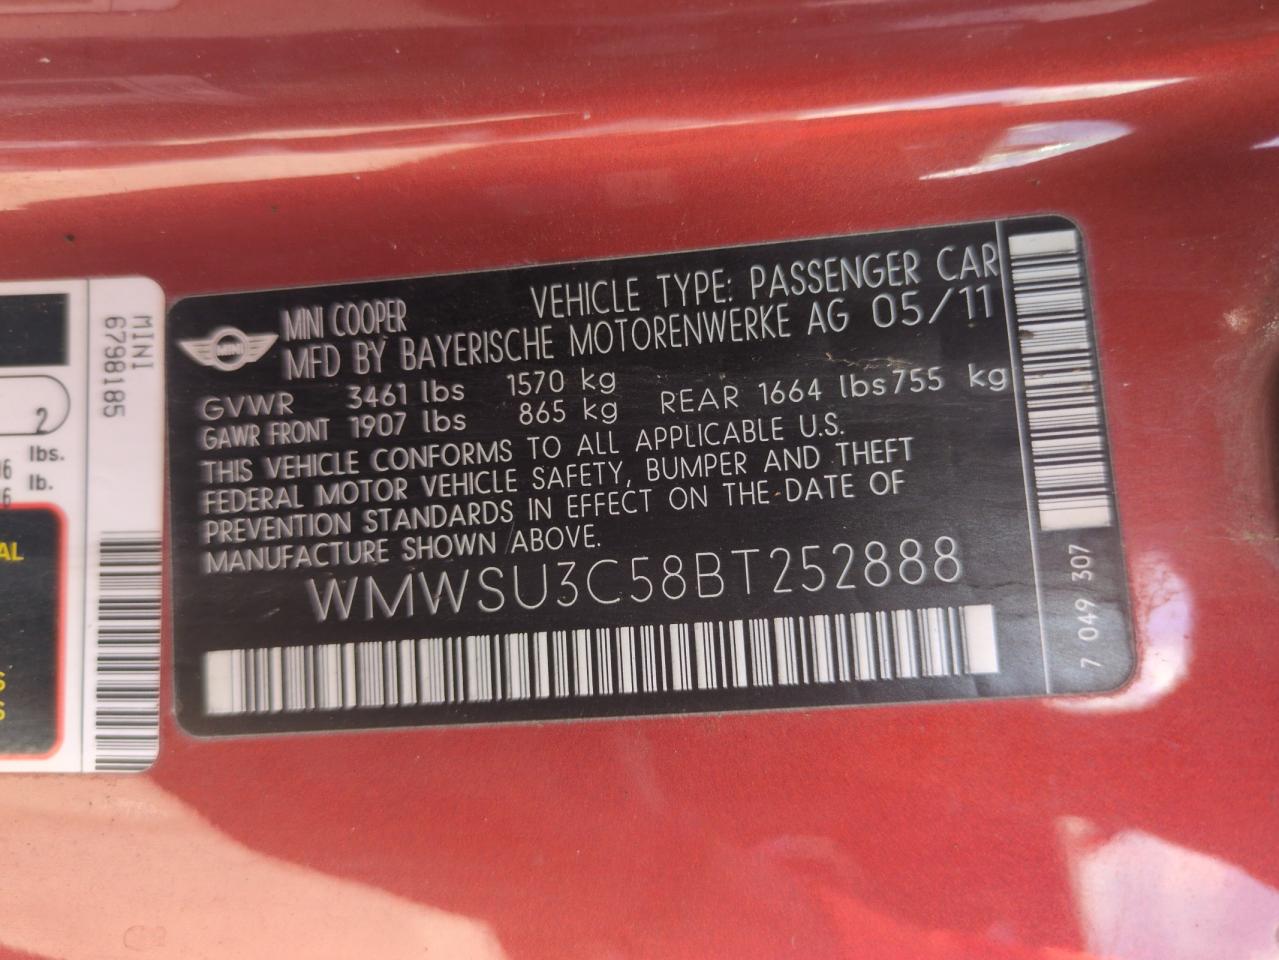 MINI COOPER VEHICLE TYPE: PASSENGER CAR
MINI
MFD BY BAYERISCHE MOTORENWERKE AG 05/11
GVWR 3461 lbs 1570 kg
GAWR FRONT 1907 lbs 865 kg REAR 1664 lbs 755 kg
THIS VEHICLE CONFORMS TO ALL APPLICABLE U.S.
FEDERAL MOTOR VEHICLE SAFETY, BUMPER AND THEFT
PREVENTION STANDARDS IN EFFECT ON THE DATE OF
MANUFACTURE SHOWN ABOVE.
WMWSU3C58BT252888
7 049 307
MINI
6798185
2
lbs.
lb.